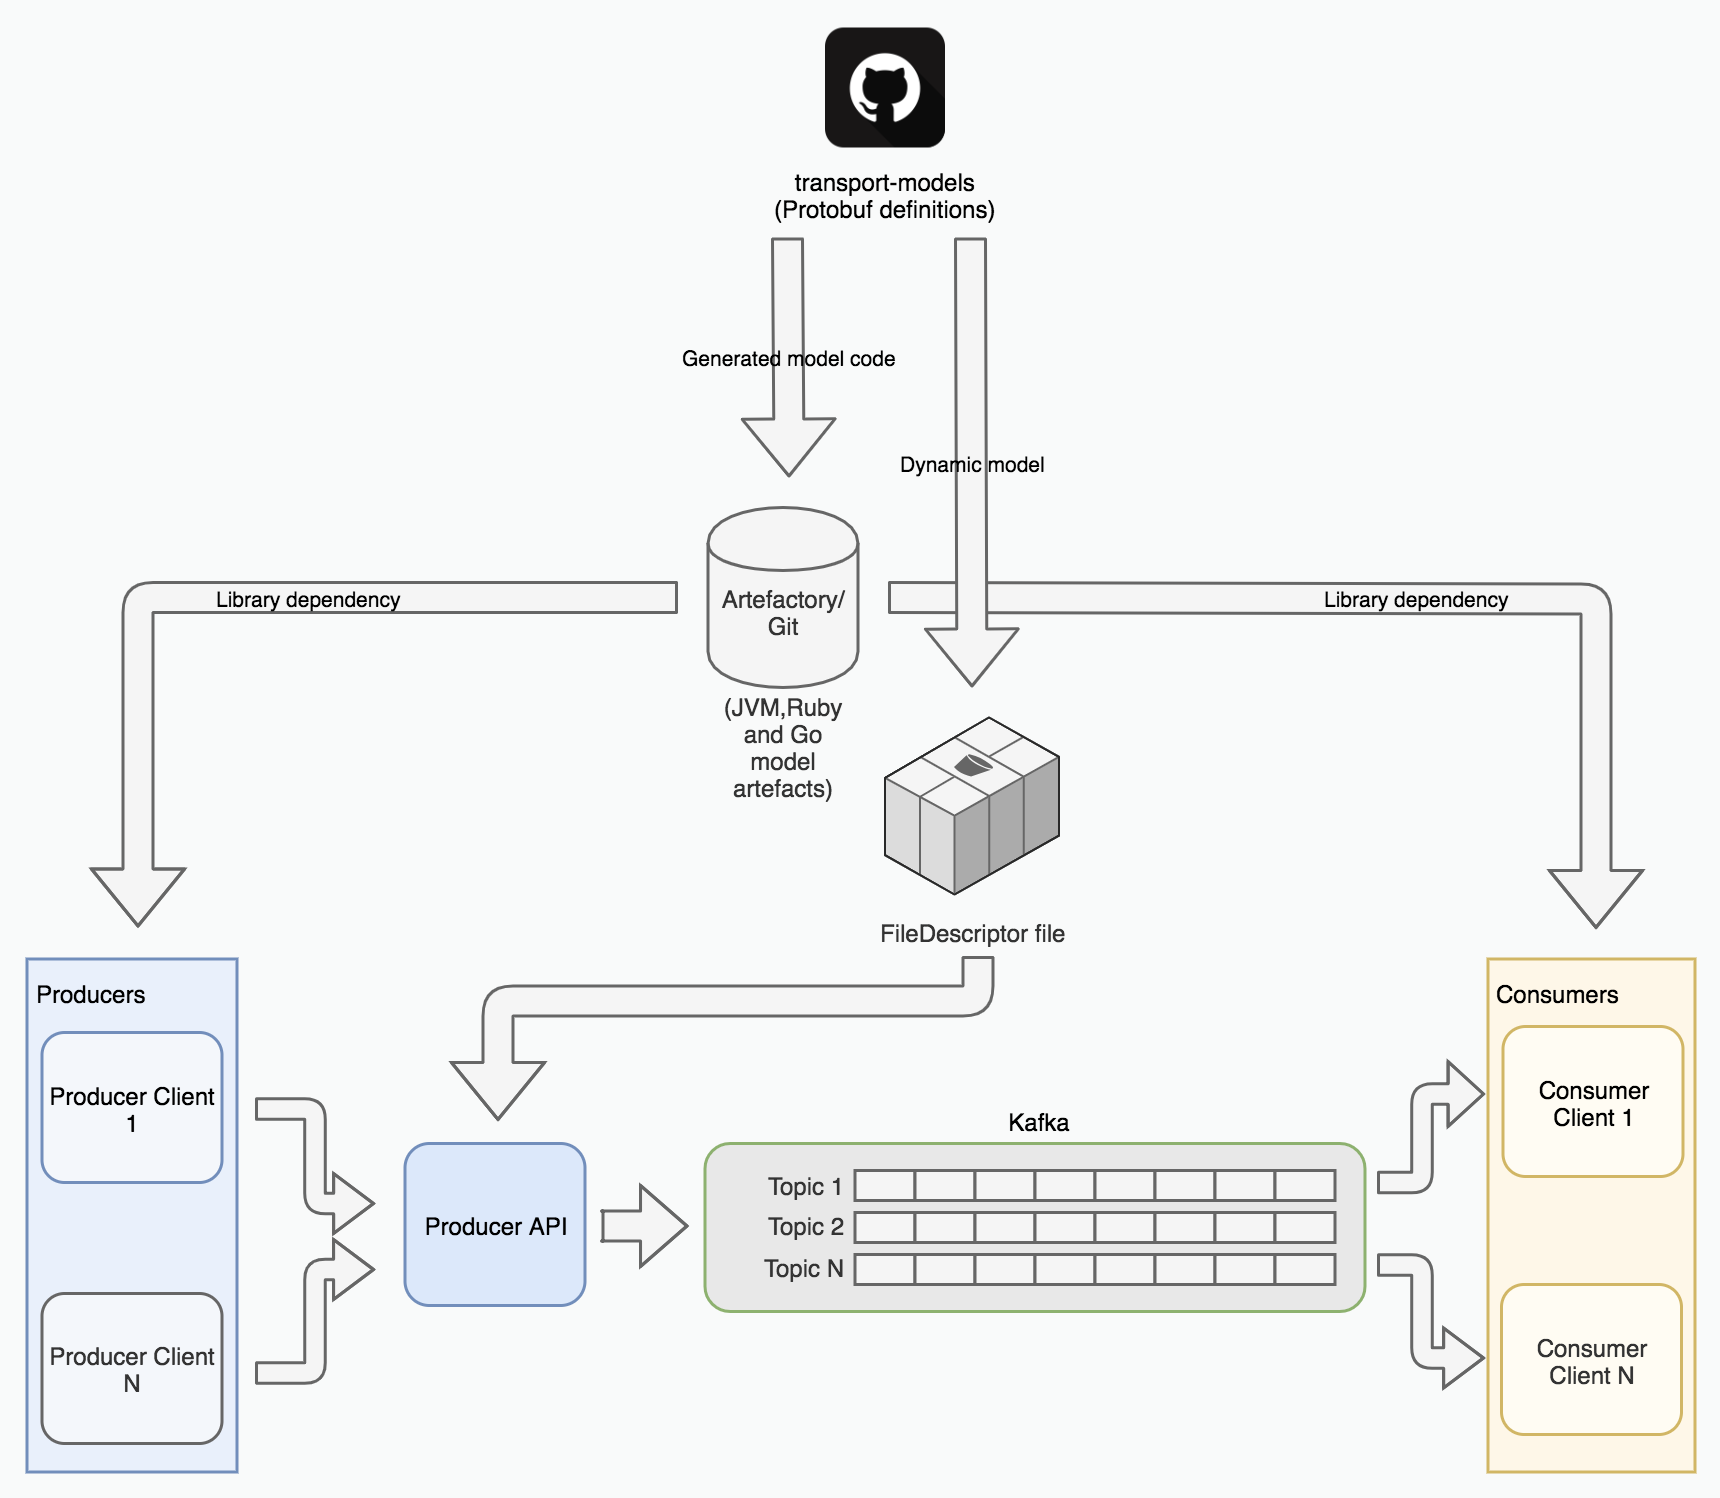 transport-models
(Protobuf definitions)
Generated model code
Dynamic model
Library dependency
Artefactory/
Git
Library dependency
(JVM,Ruby
and Go
model
artefacts)
FileDescriptor file
Producers
Producer Client
1
Producer Client
N
Producer API
Kafka
Topic 1
Topic 2
Topic N
Consumers
Consumer
Client 1
Consumer
Client N